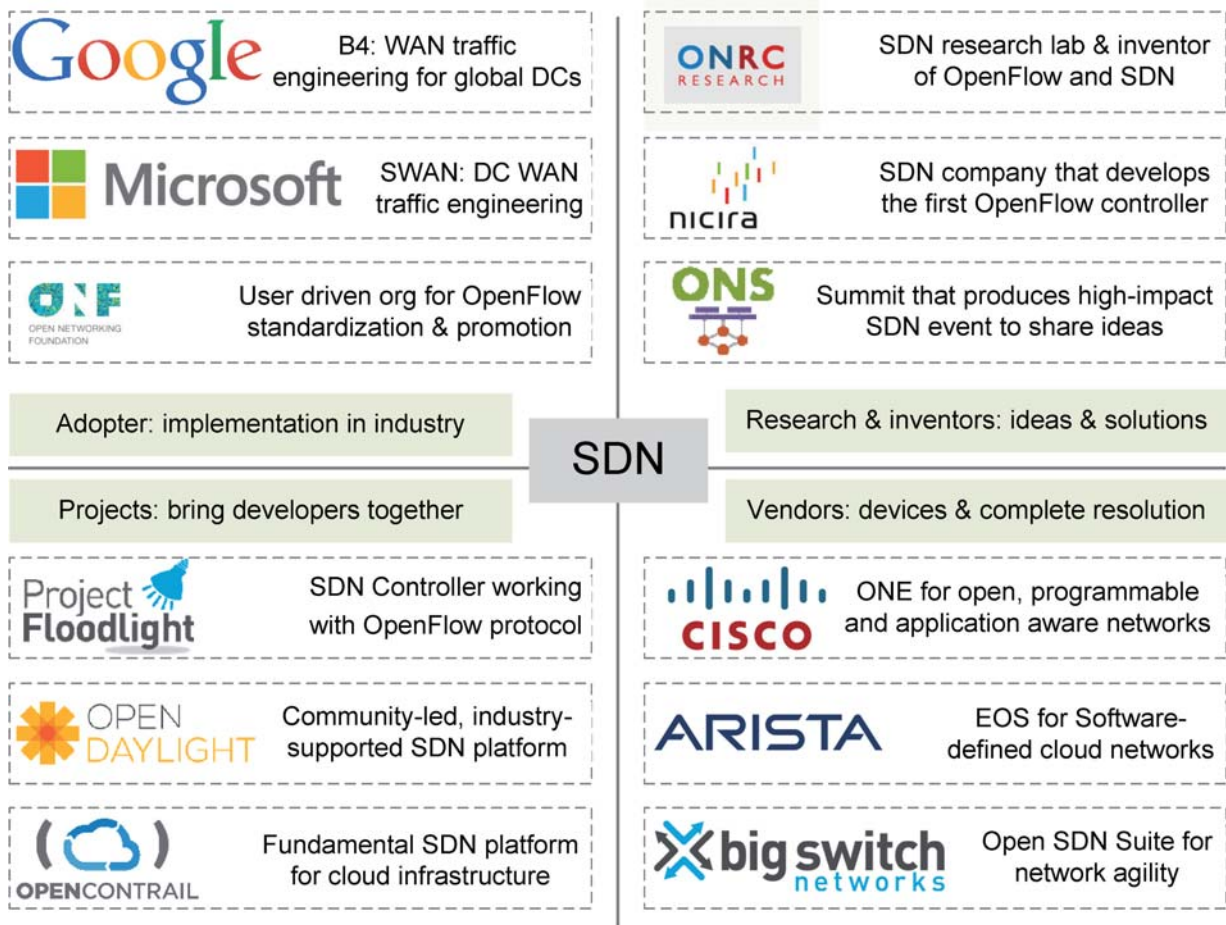 Google
B4: WAN traffic
engineering for global DCs
Microsoft
SWAN: DC WAN
traffic engineering
ONF
OPEN NETWORKING
FOUNDATION
User driven org for OpenFlow
standardization & promotion
Adopter: implementation in industry
ONRC
RESEARCH
SDN research lab & inventor
of OpenFlow and SDN
nicira
SDN company that develops
the first OpenFlow controller
ONS
Summit that produces high-impact
SDN event to share ideas
Research & inventors: ideas & solutions
SDN
Projects: bring developers together
Project
Floodlight
SDN Controller working
with OpenFlow protocol
OPEN
DAYLIGHT
Community-led, industry-
supported SDN platform
OPENCONTRAIL
Fundamental SDN platform
for cloud infrastructure
Vendors: devices & complete resolution
CISCO
ONE for open, programmable
and application aware networks
ARISTA
EOS for Software-
defined cloud networks
big switch
networks
Open SDN Suite for
network agility